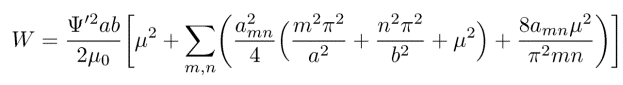 W = \frac{\Psi'^2 ab}{2\mu_0} \left[ \mu^2 + \sum_{m,n} \left( \frac{a_{mn}^2}{4} \left( \frac{m^2\pi^2}{a^2} + \frac{n^2\pi^2}{b^2} + \mu^2 \right) + \frac{8a_{mn}\mu^2}{\pi^2 mn} \right) \right]